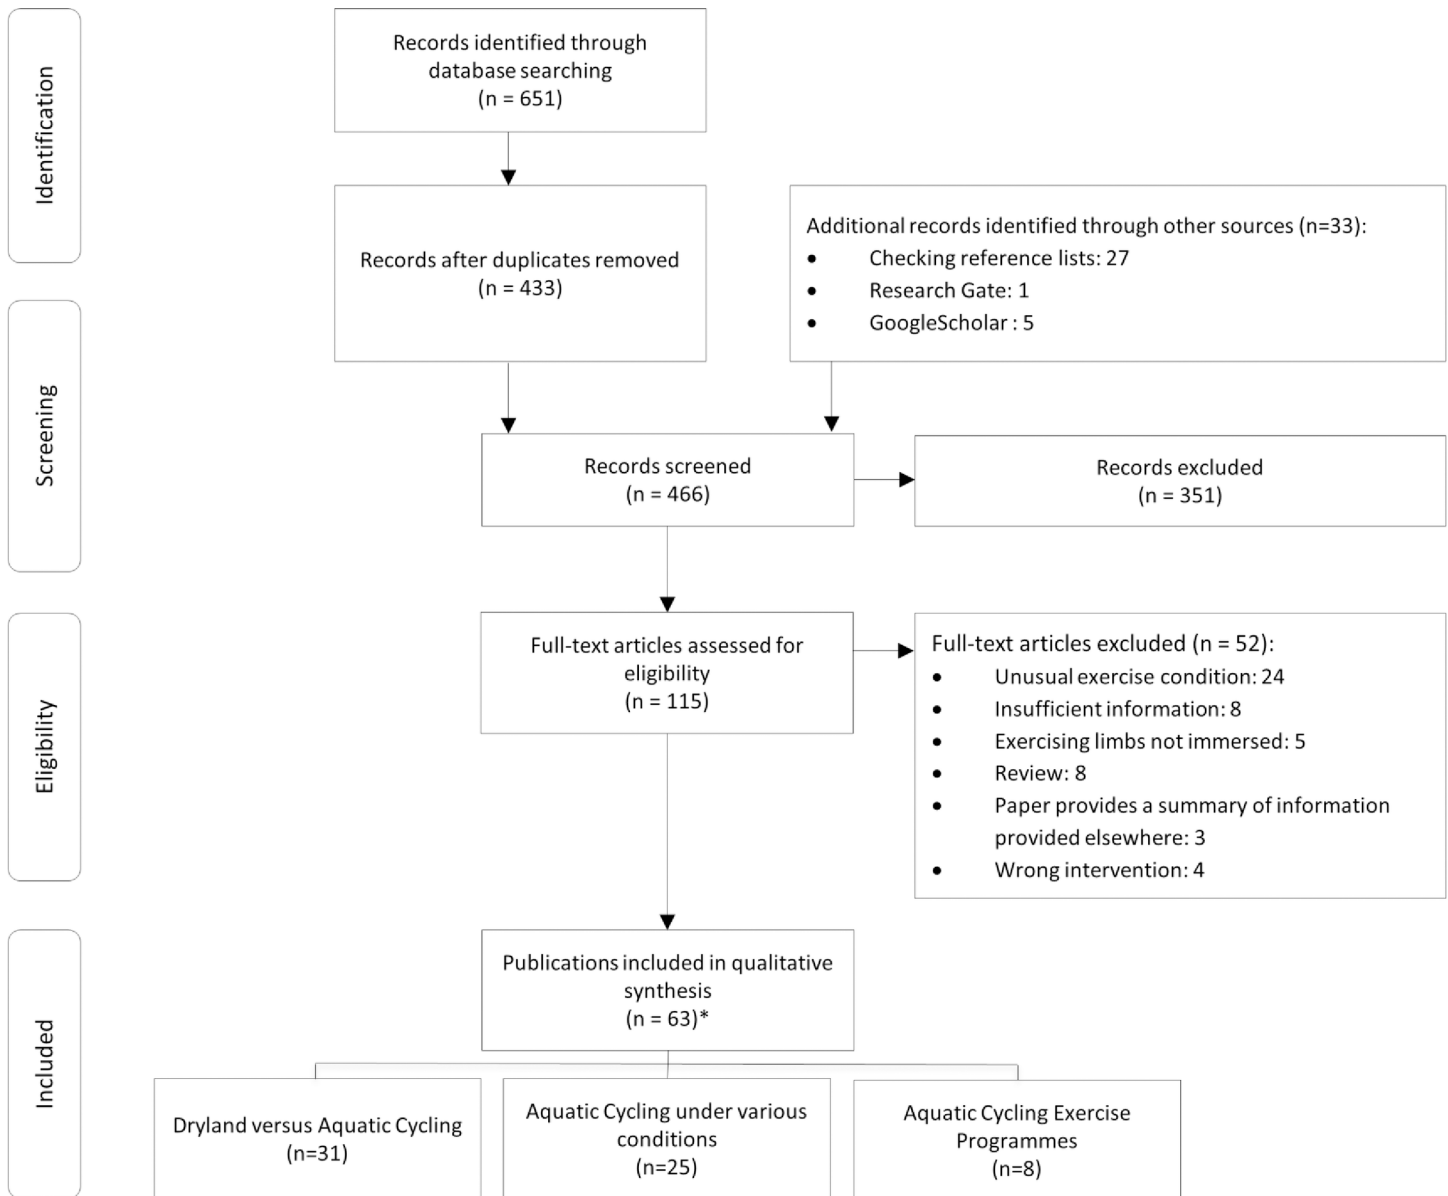 Identification
Records identified through
database searching
(n = 651)
Records after duplicates removed
(n = 433)
Additional records identified through other sources (n=33):
• Checking reference lists: 27
• Research Gate: 1
• GoogleScholar : 5
Screening
Records screened
(n = 466)
Records excluded
(n = 351)
Eligibility
Full-text articles assessed for
eligibility
(n = 115)
Full-text articles excluded (n = 52):
• Unusual exercise condition: 24
• Insufficient information: 8
• Exercising limbs not immersed: 5
• Review: 8
• Paper provides a summary of information
provided elsewhere: 3
• Wrong intervention: 4
Included
Publications included in qualitative
synthesis
(n = 63)*
Dryland versus Aquatic Cycling
(n=31)
Aquatic Cycling under various
conditions
(n=25)
Aquatic Cycling Exercise
Programmes
(n=8)